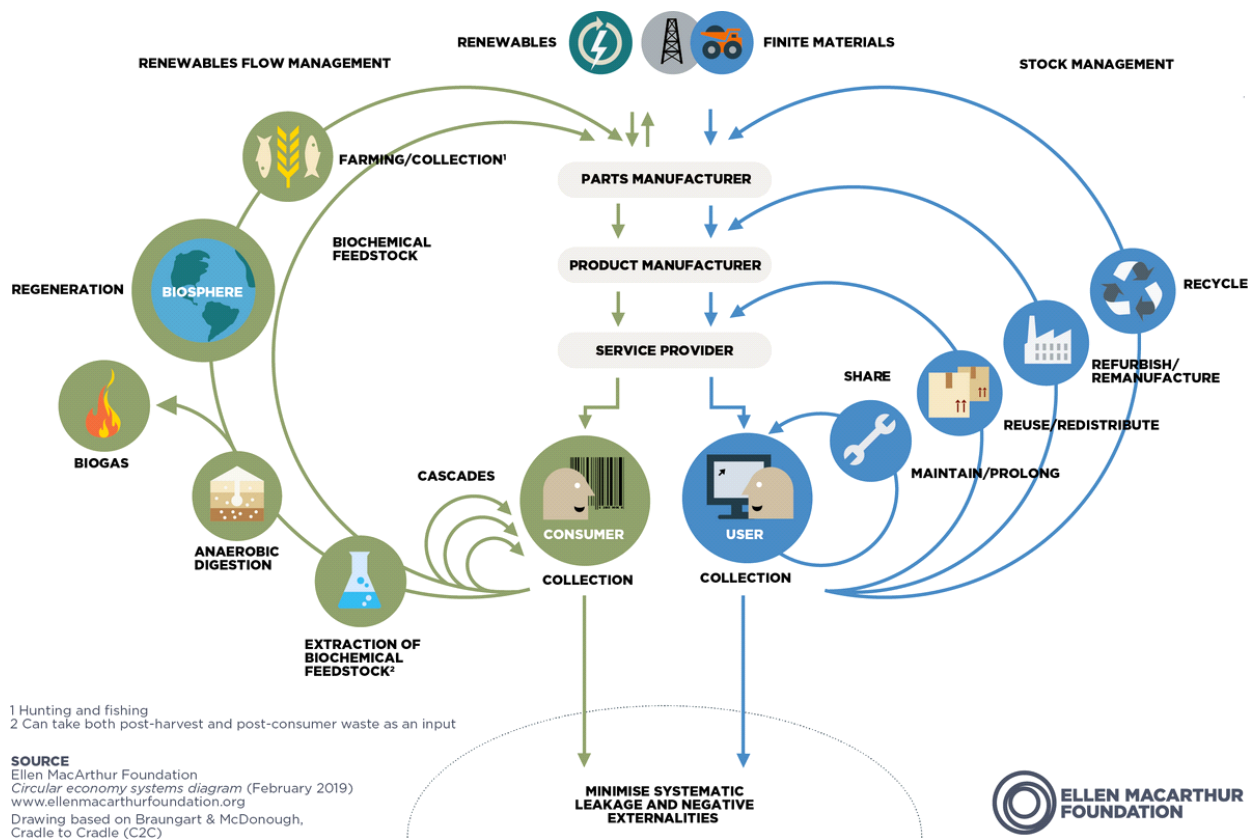 RENEWABLES
FINITE MATERIALS
RENEWABLES FLOW MANAGEMENT
STOCK MANAGEMENT
FARMING/COLLECTION¹
PARTS MANUFACTURER
BIOCHEMICAL
FEEDSTOCK
PRODUCT MANUFACTURER
REGENERATION
BIOSPHERE
RECYCLE
SERVICE PROVIDER
SHARE
REFURBISH/
REMANUFACTURE
REUSE/REDISTRIBUTE
BIOGAS
CASCADES
MAINTAIN/PROLONG
CONSUMER
USER
ANAEROBIC
DIGESTION
COLLECTION
COLLECTION
EXTRACTION OF
BIOCHEMICAL
FEEDSTOCK²
1 Hunting and fishing
2 Can take both post-harvest and post-consumer waste as an input
SOURCE
Ellen MacArthur Foundation
Circular economy systems diagram (February 2019)
www.ellenmacarthurfoundation.org
Drawing based on Braungart & McDonough,
Cradle to Cradle (C2C)
MINIMISE SYSTEMATIC
LEAKAGE AND NEGATIVE
EXTERNALITIES
ELLEN MACARTHUR
FOUNDATION